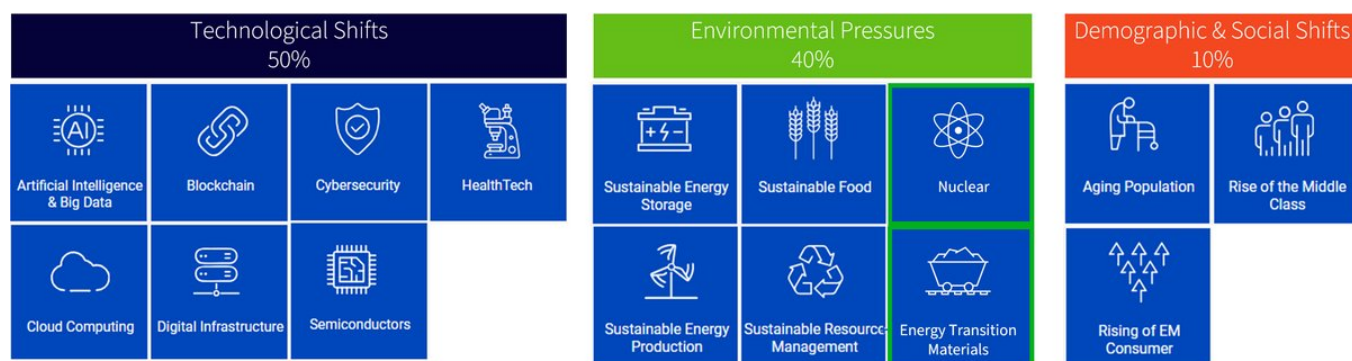 Technological Shifts
50%
AI
Artificial Intelligence
& Big Data
Blockchain
Cybersecurity
HealthTech
Cloud Computing
Digital Infrastructure
Semiconductors
Environmental Pressures
40%
Sustainable Energy
Storage
Sustainable Food
Nuclear
Sustainable Energy
Production
Sustainable Resource
Management
Energy Transition
Materials
Demographic & Social Shifts
10%
Aging Population
Rise of the Middle
Class
Rising of EM
Consumer